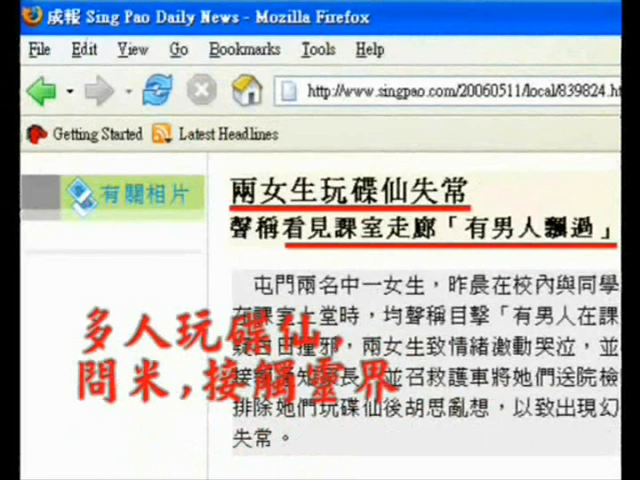 成報 Sing Pao Daily News - Mozilla Firefox
File Edit View Go Bookmarks Tools Help
http://www.singpao.com/20060511/local/839824.ht
Getting Started Latest Headlines
有關相片
兩女生玩碟仙失常
聲稱看見課室走廊「有男人飄過」
屯門兩名中一女生，昨晨在校內與同學
在課室上堂時，均聲稱目擊「有男人在課
疑白日撞邪，兩女生致情緒激動哭泣，並
家長 並召救護車將她們送院檢
排除她們玩碟仙後胡思亂想，以致出現幻
失常。
多人玩碟仙,
問米,接觸靈界